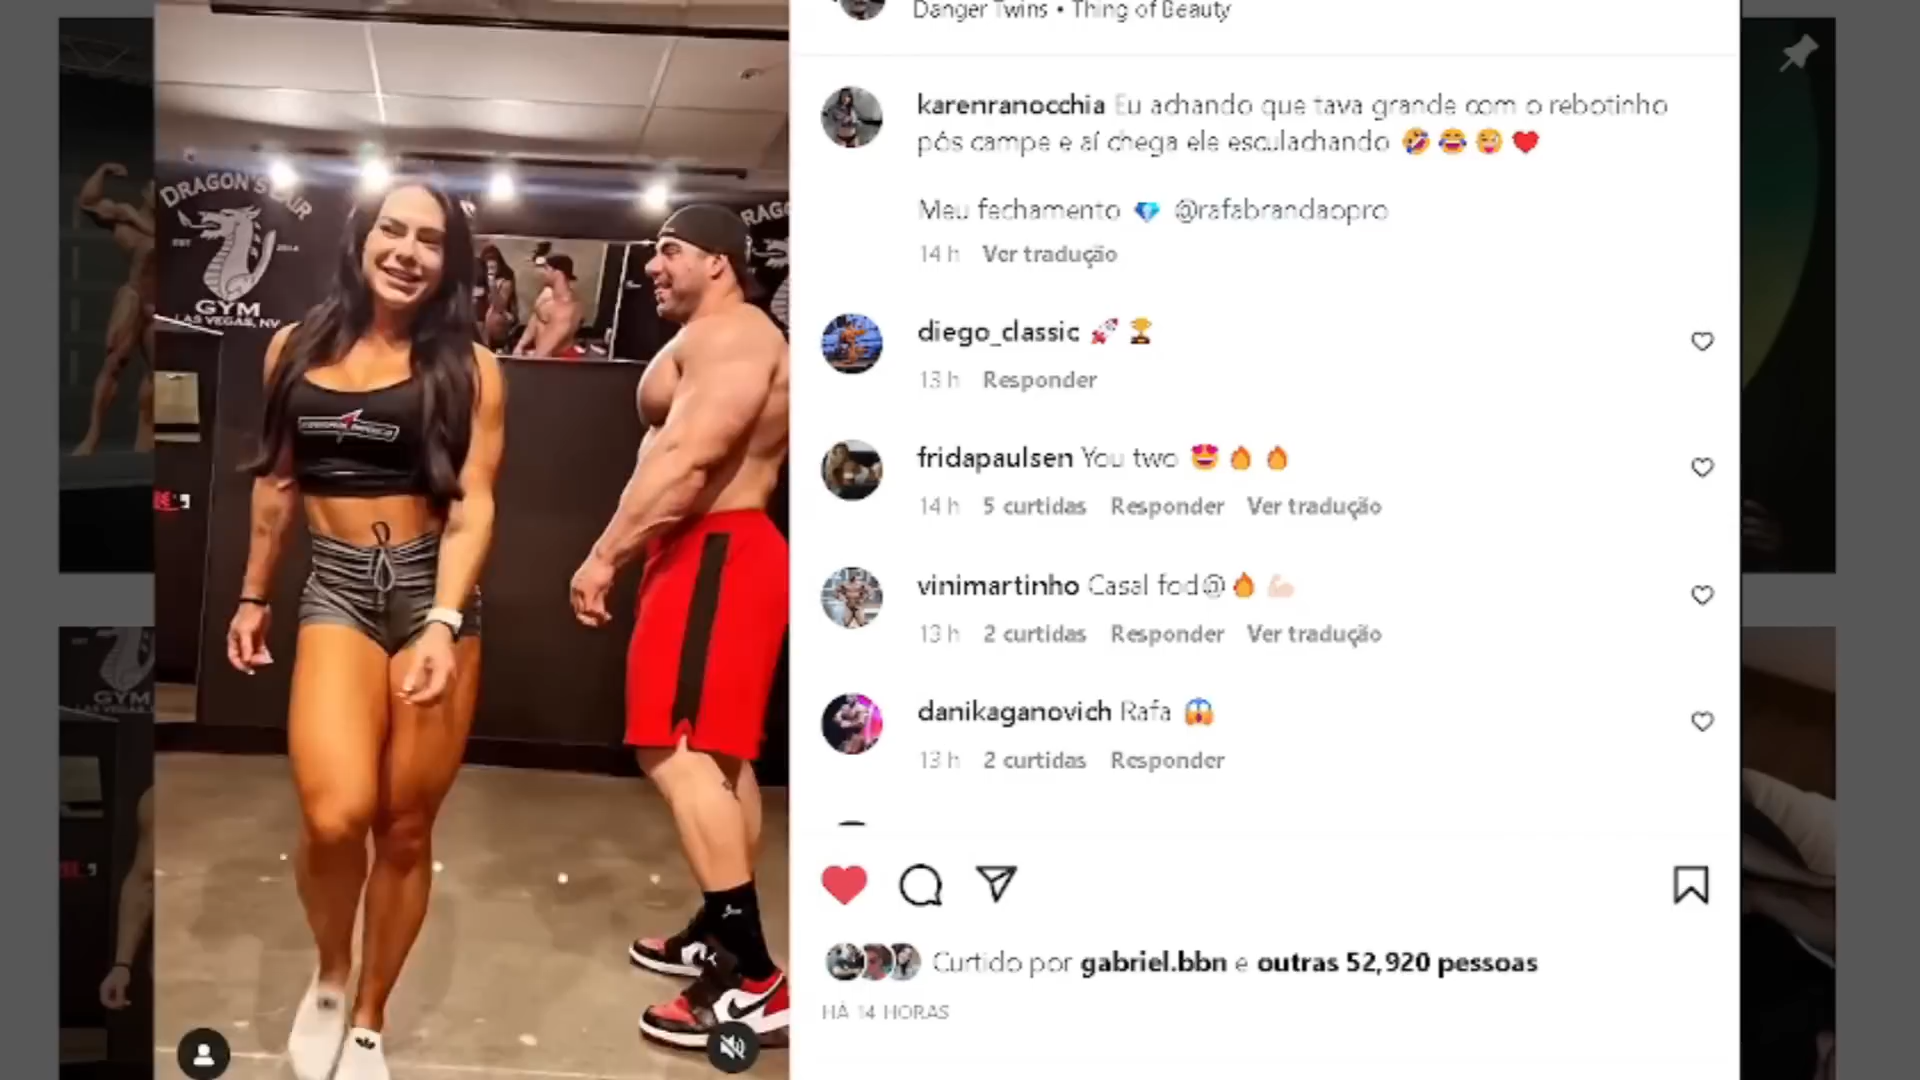 Danger Twins • Thing of Beauty
karenranocchia Eu achando que tava grande com o rebotinho
pós campe e aí chega ele esculachando 🤣😂😜❤️
Meu fechamento 💎 @rafabrandaopro
14 h Ver tradução
diego_classic 🚀🏆
13 h Responder
fridapaulsen You two 😍🔥🔥
14 h 5 curtidas Responder Ver tradução
vinimartinho Casal fod@🔥💪🏻
13 h 2 curtidas Responder Ver tradução
danikaganovich Rafa 😱
13 h 2 curtidas Responder
Curtido por gabriel.bbn e outras 52,920 pessoas
HÁ 14 HORAS
DRAGON'S LAIR
EST 2014
GYM
LAS VEGAS, NV
GYM